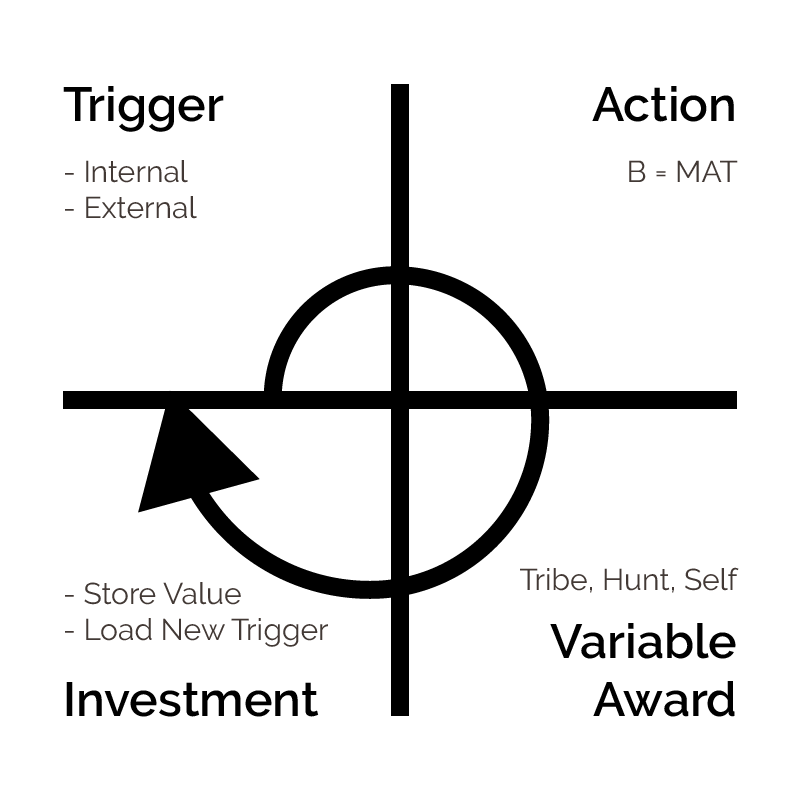 Trigger
- Internal
- External
Action
B = MAT
Tribe, Hunt, Self
Variable
Award
- Store Value
- Load New Trigger
Investment